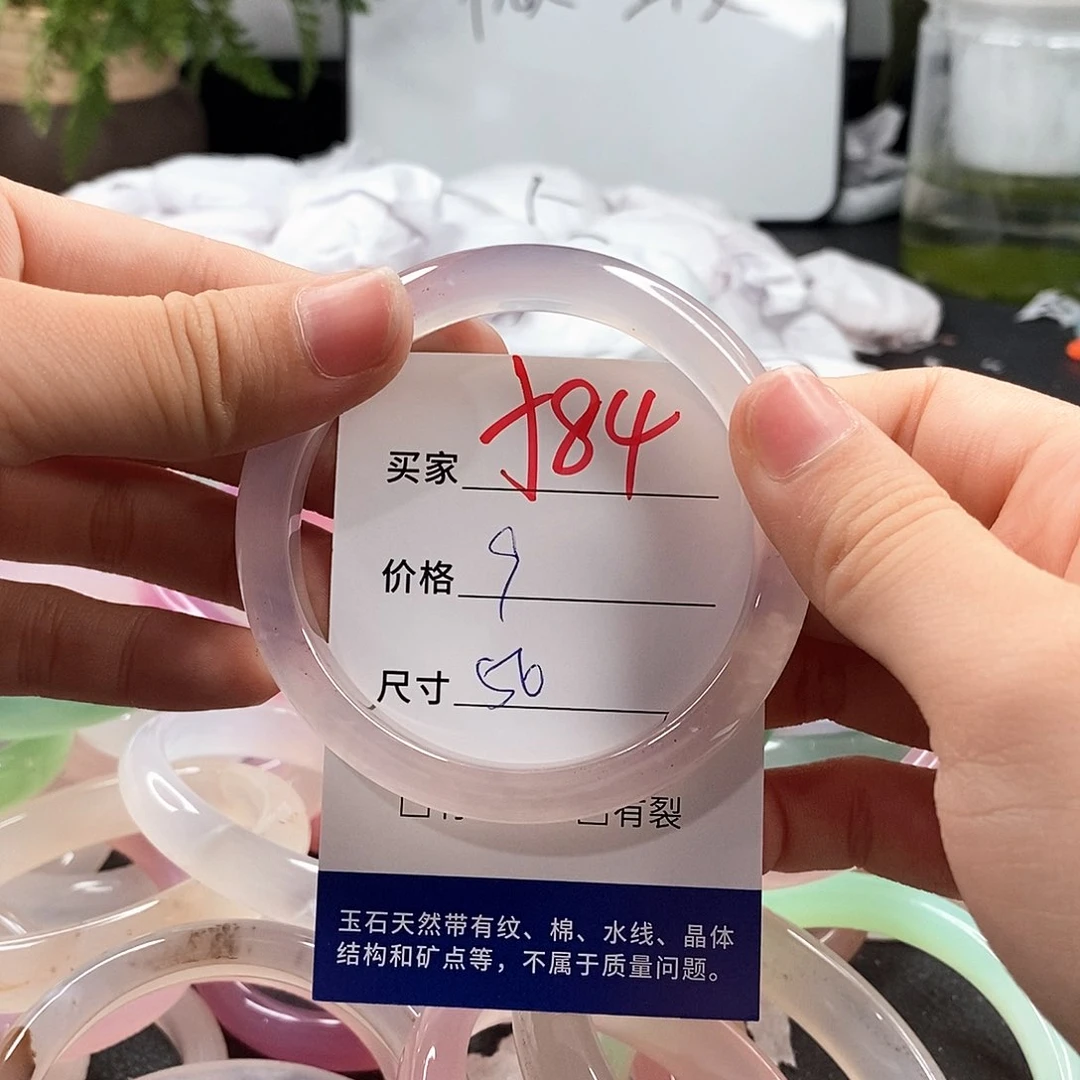 买家 J84
价格 9
尺寸 56
有裂
玉石天然带有纹、棉、水线、晶体
结构和矿点等，不属于质量问题。